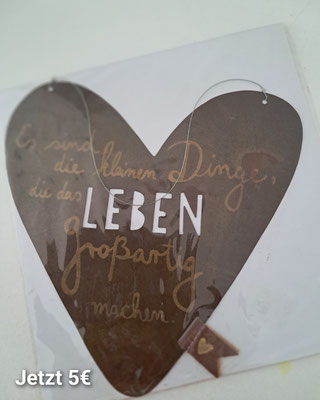 Es sind
die kleinen Dinge,
die das
LEBEN
großartig
machen.
Jetzt 5€